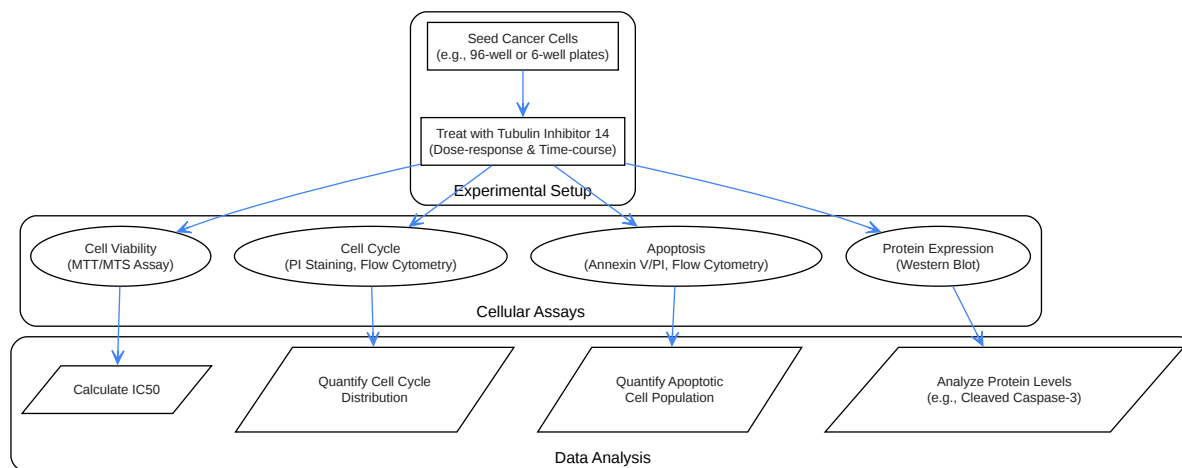 Seed Cancer Cells
(e.g., 96-well or 6-well plates)
Treat with Tubulin Inhibitor 14
(Dose-response & Time-course)
Experimental Setup
Cell Viability
(MTT/MTS Assay)
Cell Cycle
(PI Staining, Flow Cytometry)
Apoptosis
(Annexin V/PI, Flow Cytometry)
Protein Expression
(Western Blot)
Cellular Assays
Calculate IC50
Quantify Cell Cycle
Distribution
Quantify Apoptotic
Cell Population
Analyze Protein Levels
(e.g., Cleaved Caspase-3)
Data Analysis